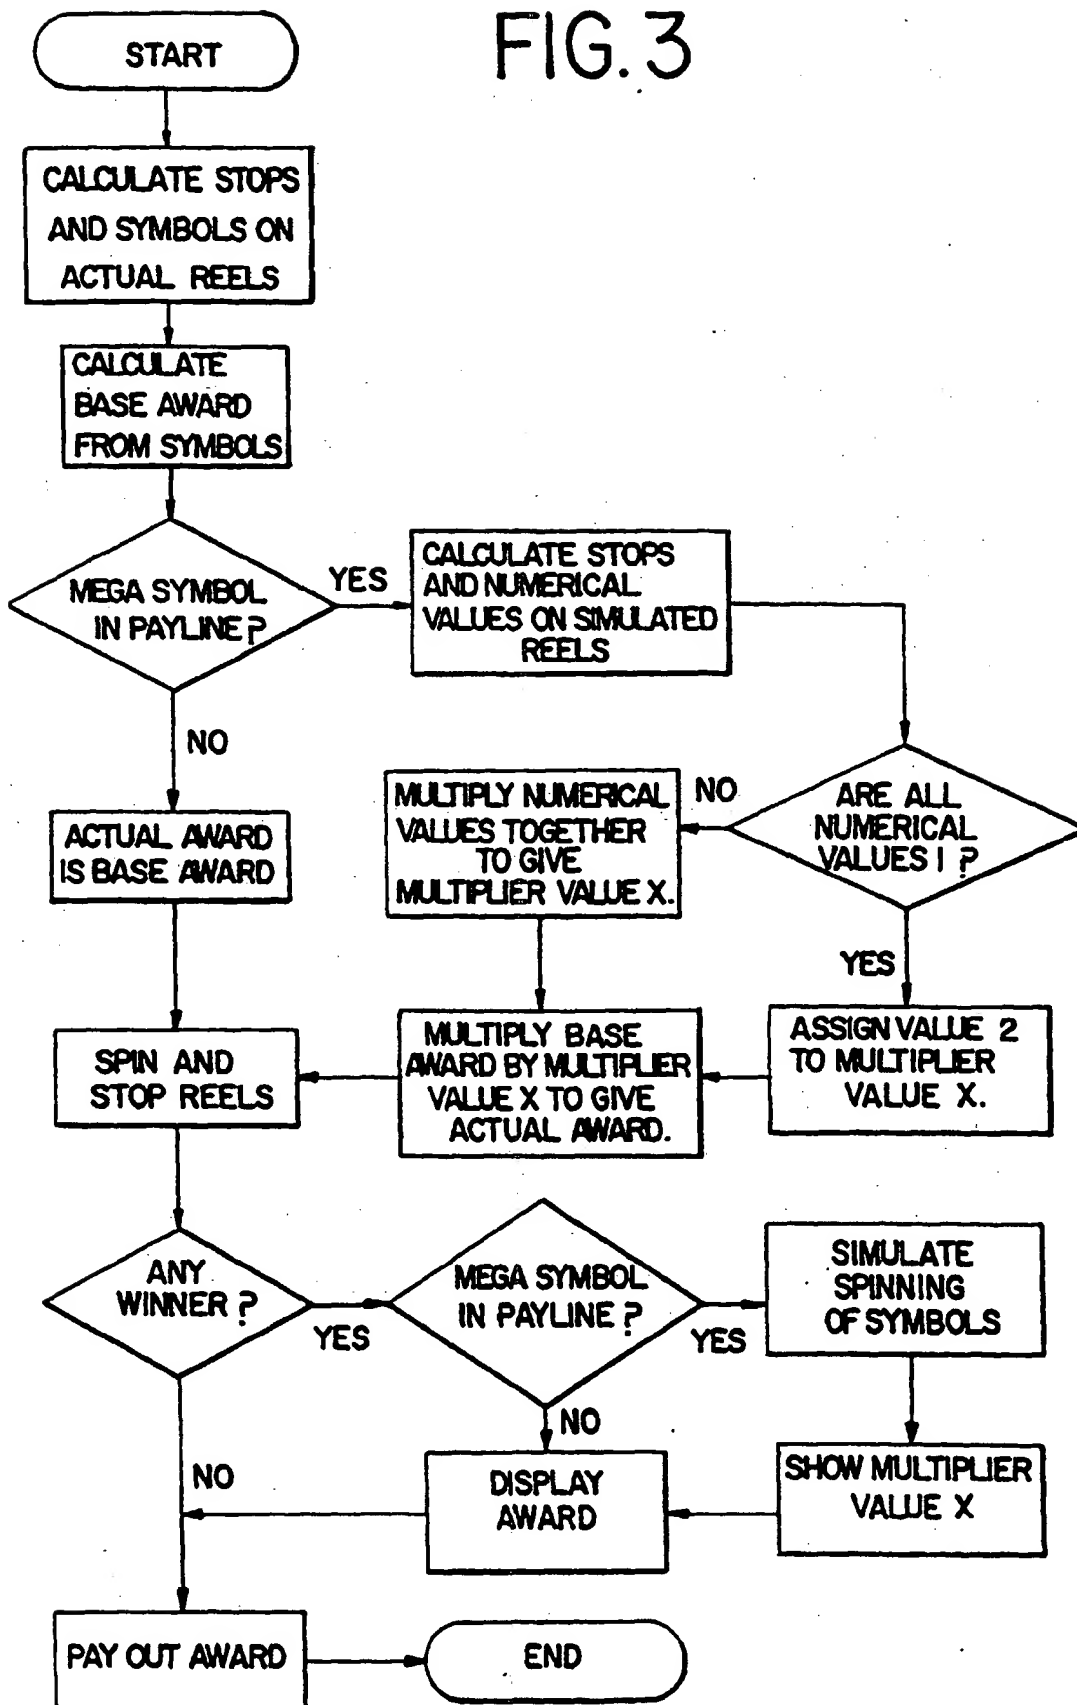 FIG. 3
START
CALCULATE STOPS
AND SYMBOLS ON
ACTUAL REELS
CALCULATE
BASE AWARD
FROM SYMBOLS
MEGA SYMBOL
IN PAYLINE?
YES
CALCULATE STOPS
AND NUMERICAL
VALUES ON SIMULATED
REELS
NO
ARE ALL
NUMERICAL
VALUES 1?
NO
MULTIPLY NUMERICAL
VALUES TOGETHER
TO GIVE
MULTIPLIER VALUE X.
ACTUAL AWARD
IS BASE AWARD
YES
ASSIGN VALUE 2
TO MULTIPLIER
VALUE X.
MULTIPLY BASE
AWARD BY MULTIPLIER
VALUE X TO GIVE
ACTUAL AWARD.
SPIN AND
STOP REELS
ANY
WINNER?
YES
MEGA SYMBOL
IN PAYLINE?
YES
SIMULATE
SPINNING
OF SYMBOLS
NO
NO
DISPLAY
AWARD
SHOW MULTIPLIER
VALUE X
PAY OUT AWARD
END